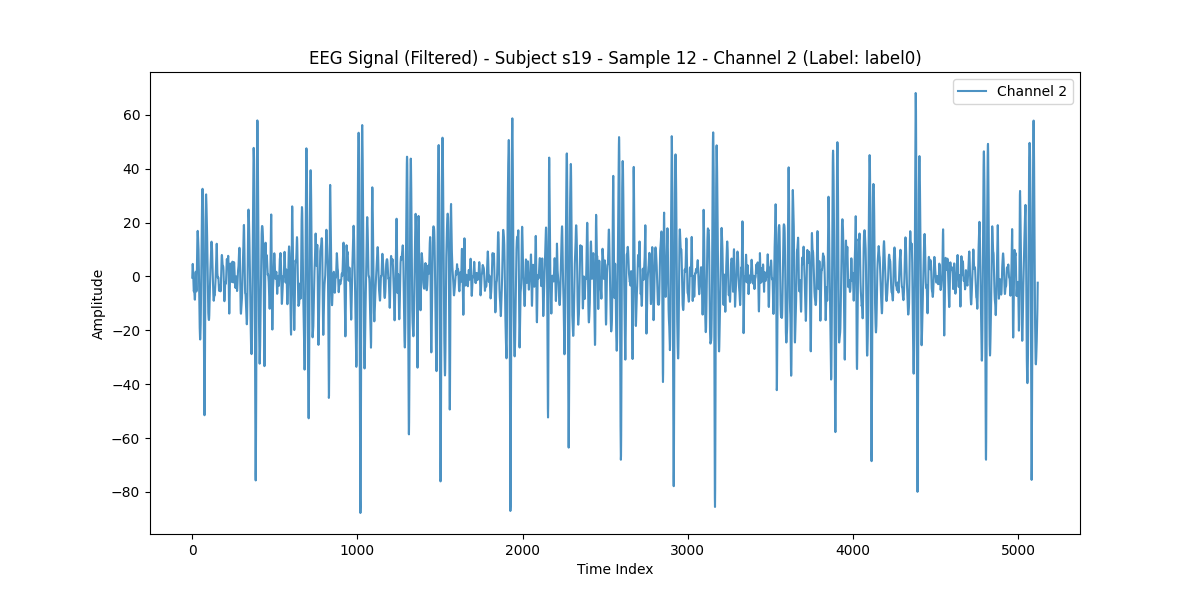 EEG Signal (Filtered) - Subject s19 - Sample 12 - Channel 2 (Label: label0)
Channel 2
60
40
20
0
−20
−40
−60
−80
Amplitude
0 1000 2000 3000 4000 5000
Time Index